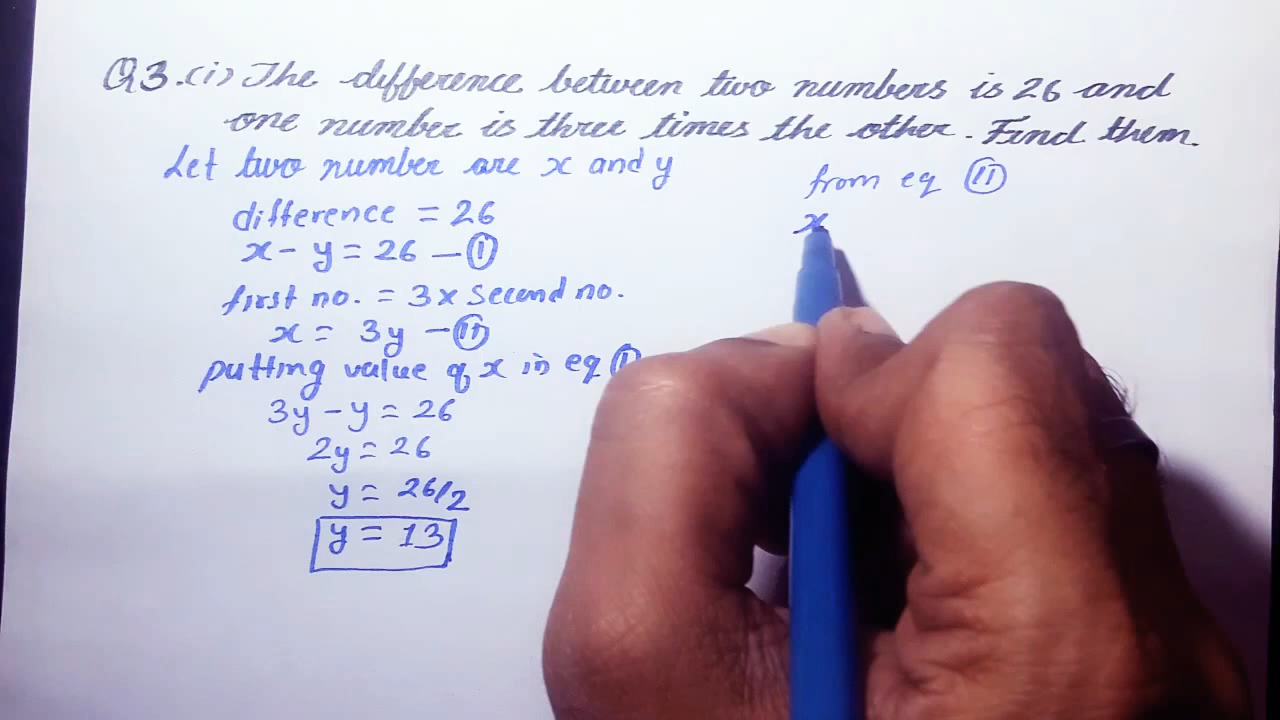 Q3.(i) The difference between two numbers is 26 and
one number is three times the other. Find them.
Let two number are x and y
difference = 26
x - y = 26 — (i)
first no. = 3 x second no.
x = 3y — (ii)
putting value of x in eq (i)
3y - y = 26
2y = 26
y = 26/2
y = 13
from eq (ii)
x